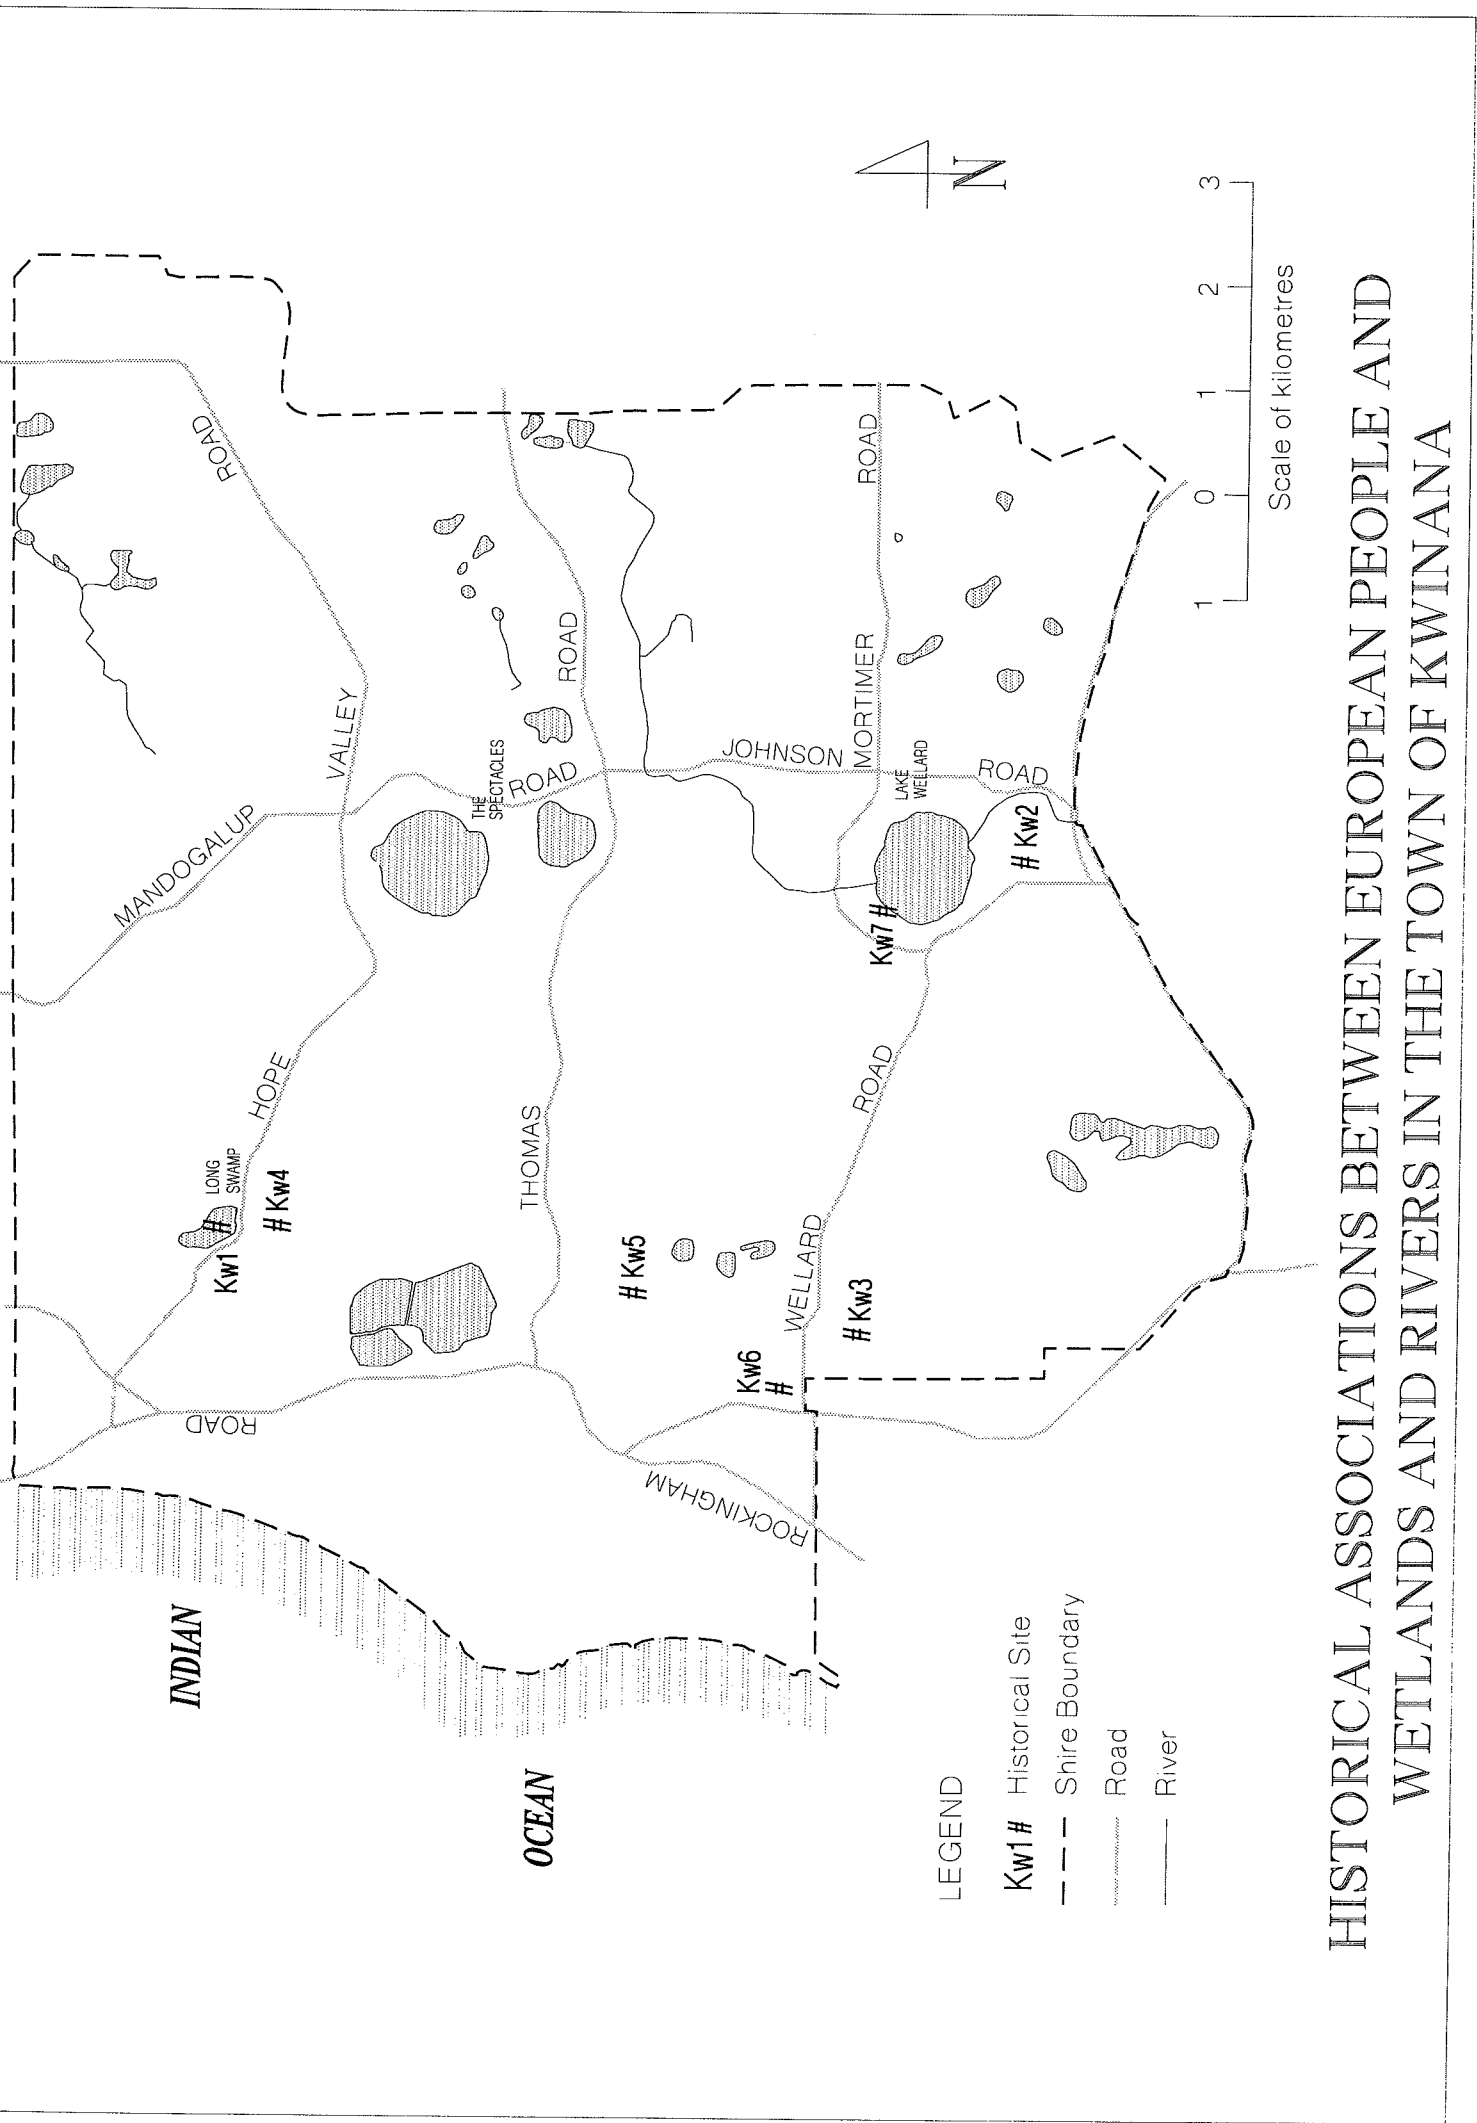 ROAD
MANDOGALUP
VALLEY
HOPE
LONG
SWAMP
Kw1
# Kw4
ROAD
THE
SPECTACLES
ROAD
ROAD
THOMAS
# Kw5
JOHNSON
MORTIMER
ROAD
LAKE
WELLARD
ROAD
Kw7 #
# Kw2
ROAD
WELLARD
# Kw3
Kw6
#
ROCKINGHAM
INDIAN
OCEAN
N
LEGEND
Kw1# Historical Site
Shire Boundary
Road
River
1 0 1 2 3
Scale of kilometres
HISTORICAL ASSOCIATIONS BETWEEN EUROPEAN PEOPLE AND
WETLANDS AND RIVERS IN THE TOWN OF KWINANA